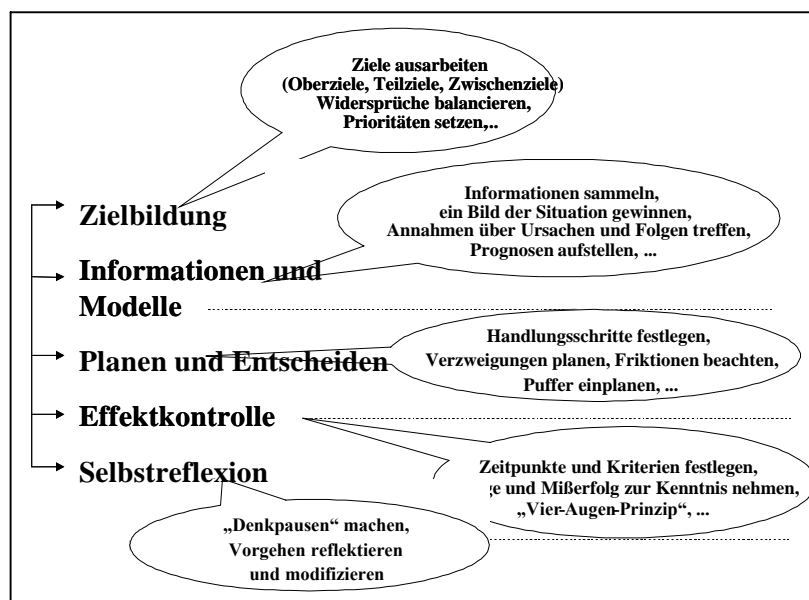 Ziele ausarbeiten
(Oberziele, Teilziele, Zwischenziele)
Widersprüche balancieren,
Prioritäten setzen,..
Zielbildung
Informationen sammeln,
ein Bild der Situation gewinnen,
Annahmen über Ursachen und Folgen treffen,
Prognosen aufstellen, ...
Informationen und
Modelle
Handlungsschritte festlegen,
Verzweigungen planen, Friktionen beachten,
Puffer einplanen, ...
Planen und Entscheiden
Effektkontrolle
Zeitpunkte und Kriterien festlegen,
und Mißerfolg zur Kenntnis nehmen,
„Vier-Augen-Prinzip“, ...
Selbstreflexion
„Denkpausen“ machen,
Vorgehen reflektieren
und modifizieren